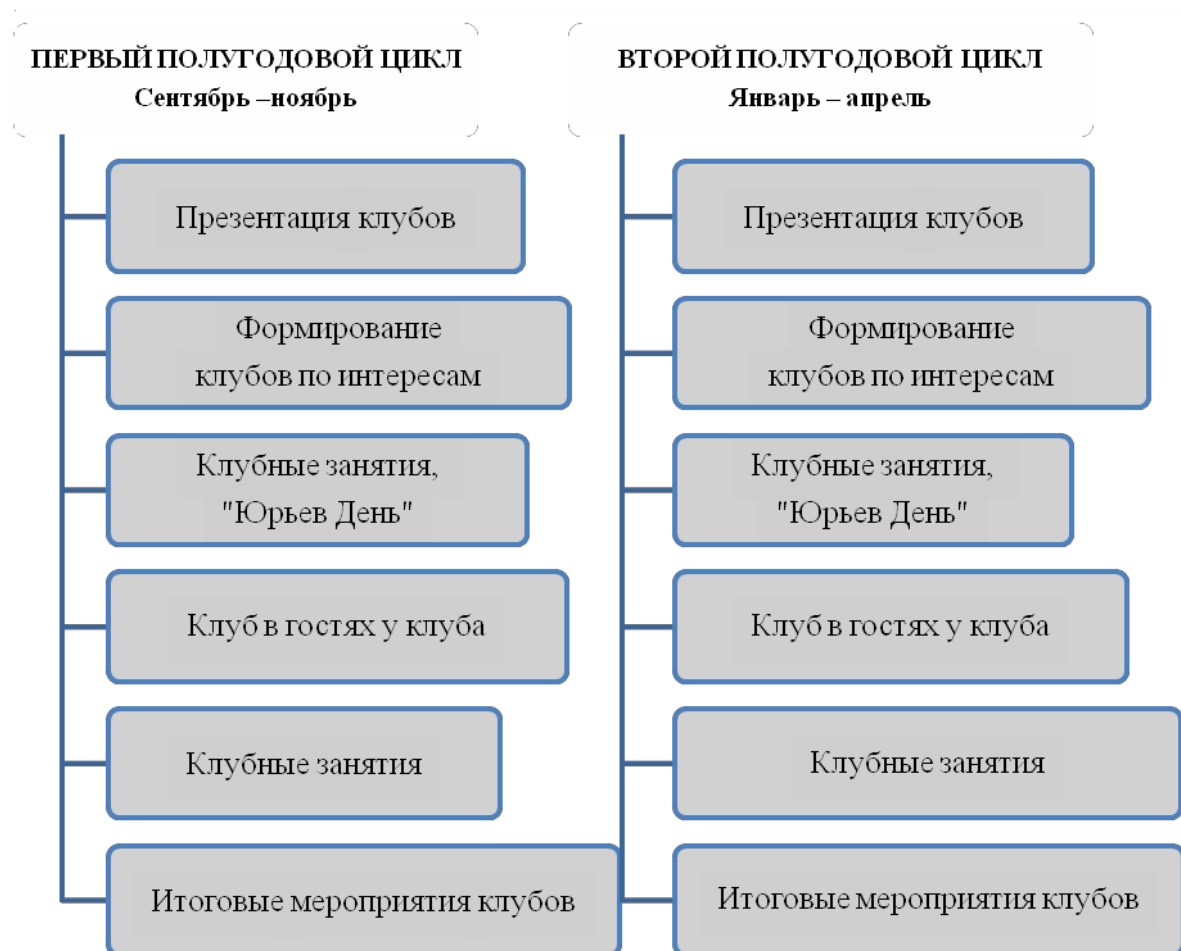 ПЕРВЫЙ ПОЛУГОДОВОЙ ЦИКЛ
Сентябрь –ноябрь
Презентация клубов
Формирование
клубов по интересам
Клубные занятия,
"Юрьев День"
Клуб в гостях у клуба
Клубные занятия
Итоговые мероприятия клубов
ВТОРОЙ ПОЛУГОДОВОЙ ЦИКЛ
Январь – апрель
Презентация клубов
Формирование
клубов по интересам
Клубные занятия,
"Юрьев День"
Клуб в гостях у клуба
Клубные занятия
Итоговые мероприятия клубов